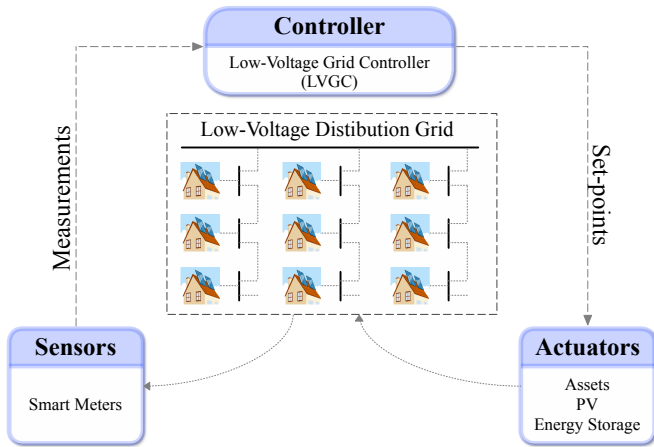 Controller
Low-Voltage Grid Controller
(LVGC)
Low-Voltage Distibution Grid
Measurements
Set-points
Sensors
Smart Meters
Actuators
Assets
PV
Energy Storage